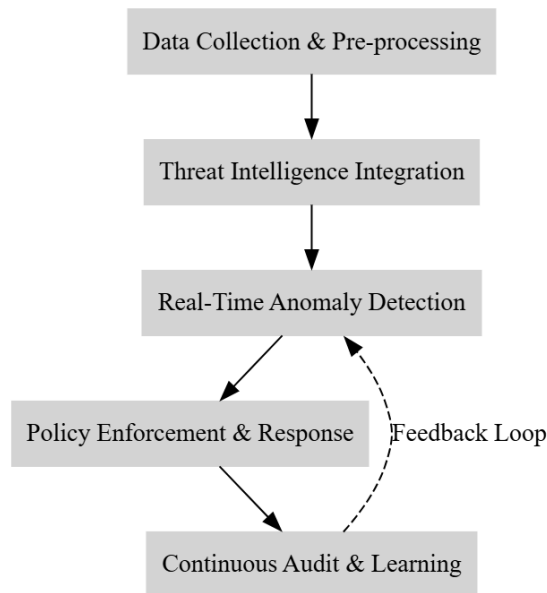 Data Collection & Pre-processing
Threat Intelligence Integration
Real-Time Anomaly Detection
Policy Enforcement & Response
Feedback Loop
Continuous Audit & Learning